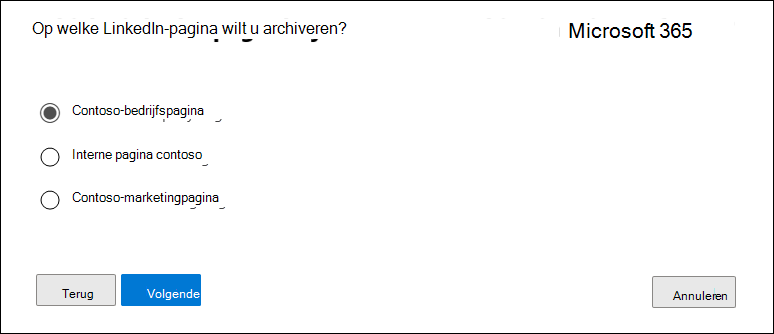 Op welke LinkedIn-pagina wilt u archiveren?
Microsoft 365
Contoso-bedrijfspagina
Interne pagina contoso
Contoso-marketingpagina
Terug
Volgende
Annuleren